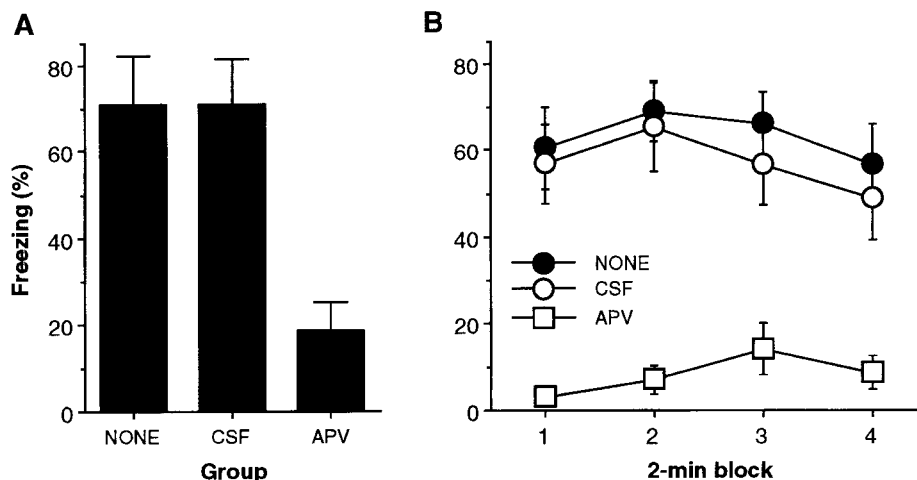 A
Freezing (%)
80
60
40
20
0
NONE CSF APV
Group
B
80
60
40
20
0
NONE
CSF
APV
1 2 3 4
2-min block